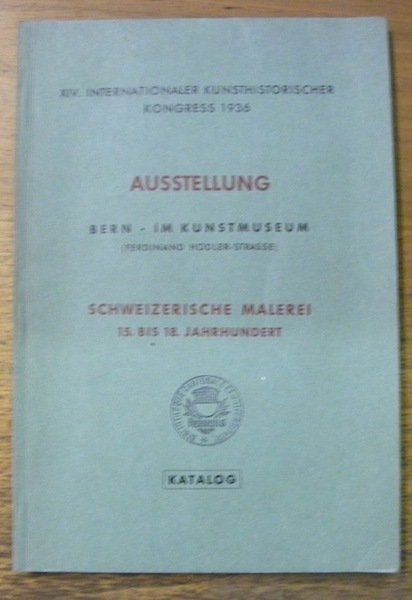 XIV. INTERNATIONALER KUNSTHISTORISCHER
KONGRESS 1936
AUSSTELLUNG
BERN - IM KUNSTMUSEUM
(FERDINAND HODLER-STRASSE)
SCHWEIZERISCHE MALEREI
15. BIS 18. JAHRHUNDERT
KATALOG